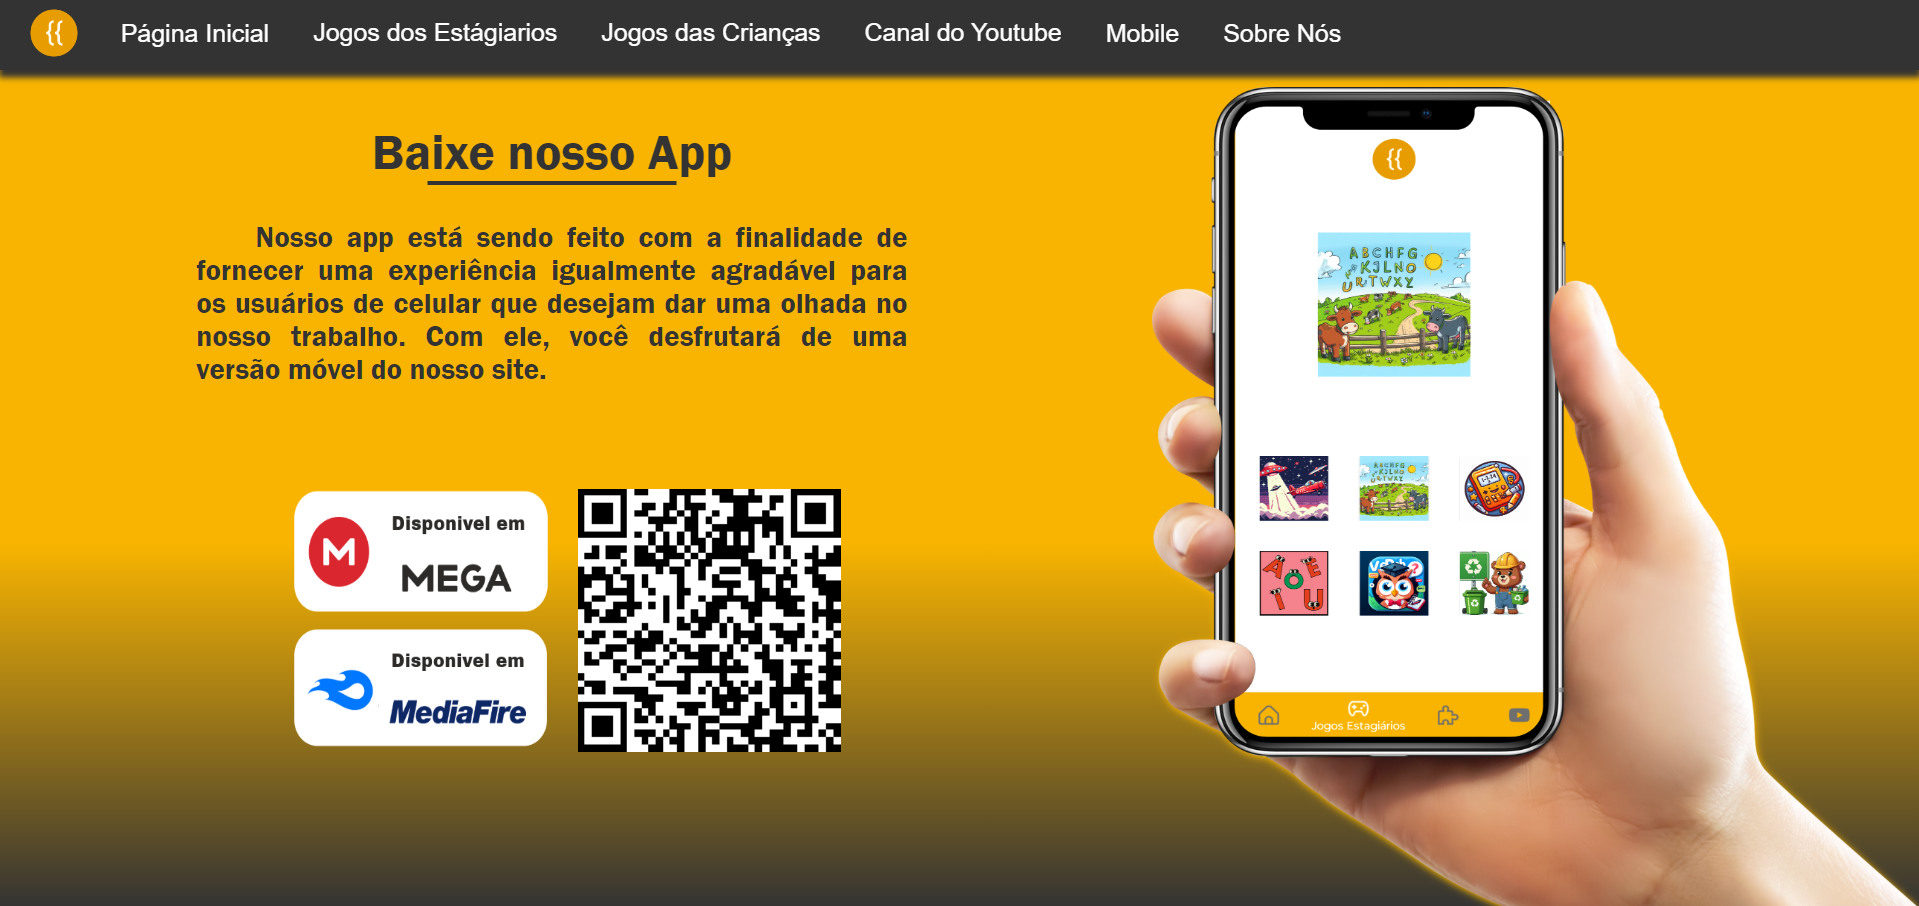 {{ Página Inicial Jogos dos Estágiarios Jogos das Crianças Canal do Youtube Mobile Sobre Nós
Baixe nosso App
Nosso app está sendo feito com a finalidade de
fornecer uma experiência igualmente agradável para
os usuários de celular que desejam dar uma olhada no
nosso trabalho. Com ele, você desfrutará de uma
versão móvel do nosso site.
Disponivel em
M MEGA
Disponivel em
MediaFire
{{
A B C H F G
K J L N O
U R T W X Y
A O E
I U
Jogos Estagiários